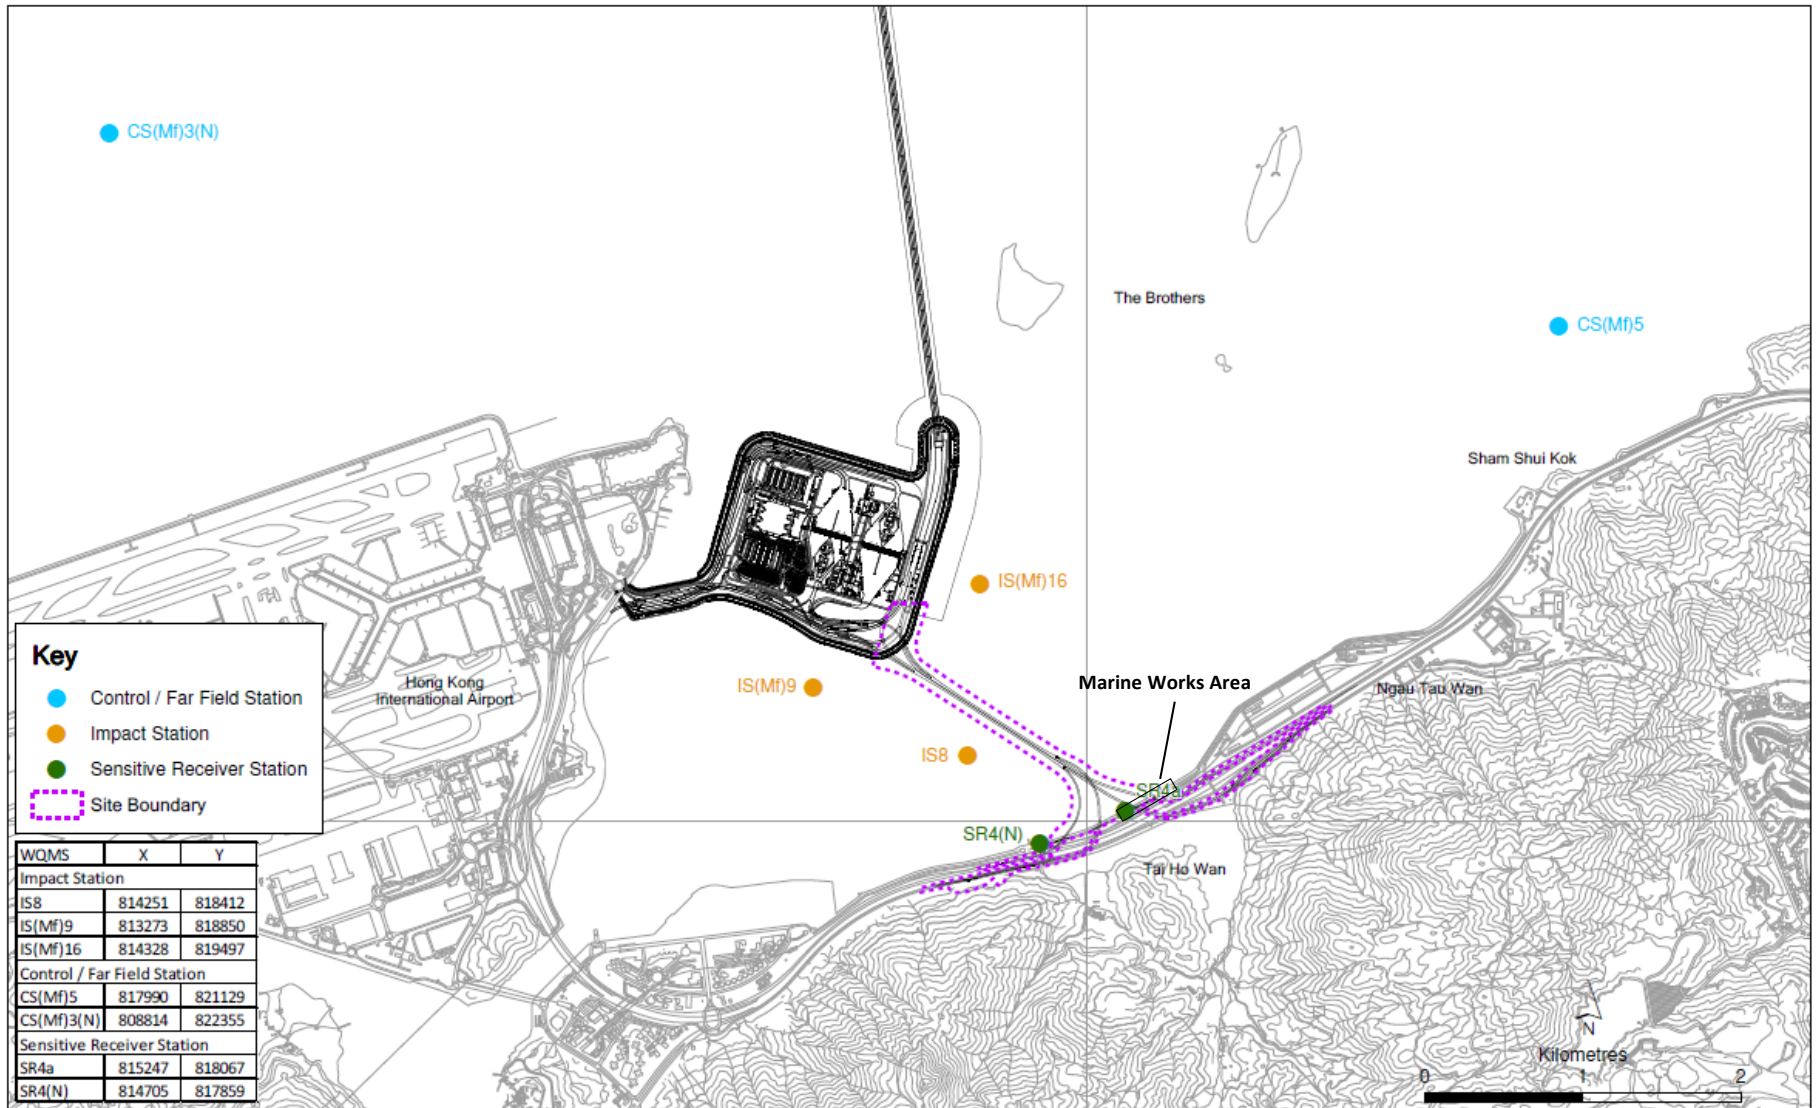 CS(Mf)3(N)
The Brothers
CS(Mf)5
Sham Shui Kok
IS(Mf)16
Hong Kong
International Airport
IS(Mf)9
Marine Works Area
Ngau Tau Wan
IS8
SR4a
SR4(N)
Tai Ho Wan
Key
Control / Far Field Station
Impact Station
Sensitive Receiver Station
Site Boundary
WQMS X Y
Impact Station
IS8 814251 818412
IS(Mf)9 813273 818850
IS(Mf)16 814328 819497
Control / Far Field Station
CS(Mf)5 817990 821129
CS(Mf)3(N) 808814 822355
Sensitive Receiver Station
SR4a 815247 818067
SR4(N) 814705 817859
N
Kilometres
0 1 2